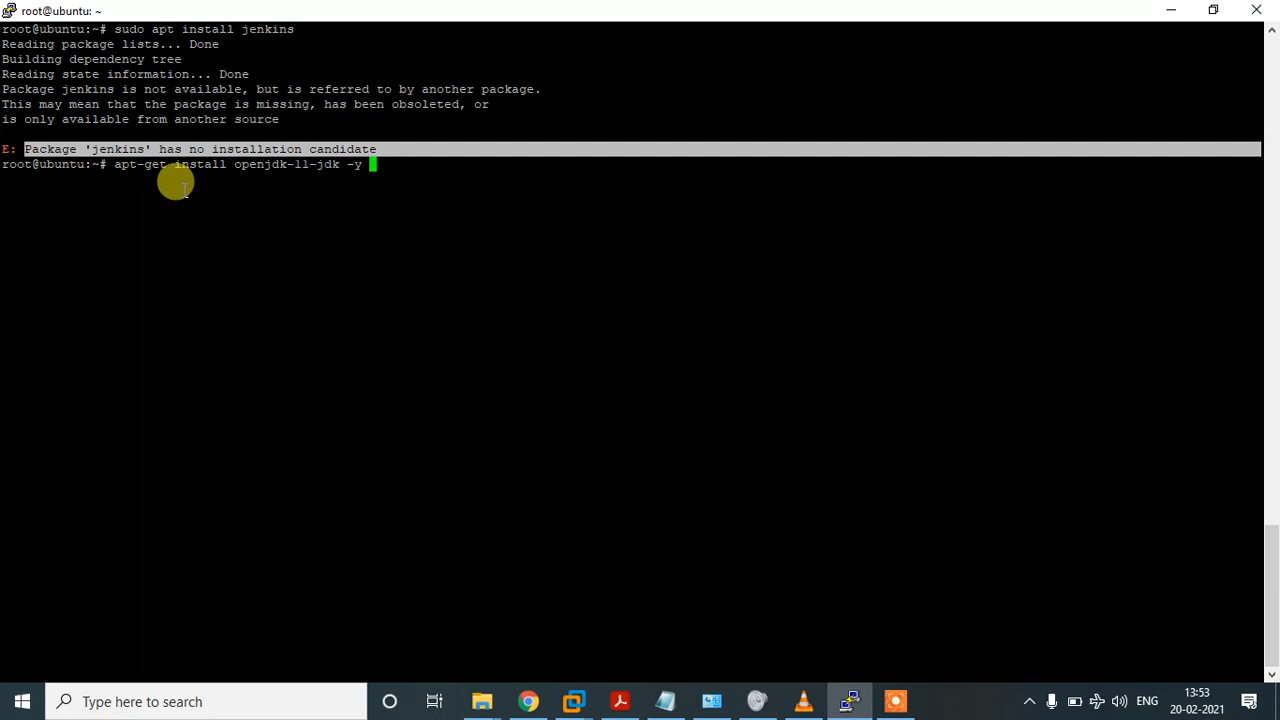 root@ubuntu: ~
root@ubuntu:~# sudo apt install jenkins
Reading package lists... Done
Building dependency tree
Reading state information... Done
Package jenkins is not available, but is referred to by another package.
This may mean that the package is missing, has been obsoleted, or
is only available from another source
E: Package 'jenkins' has no installation candidate
root@ubuntu:~# apt-get install openjdk-11-jdk -y
Type here to search
ENG
13:53
20-02-2021